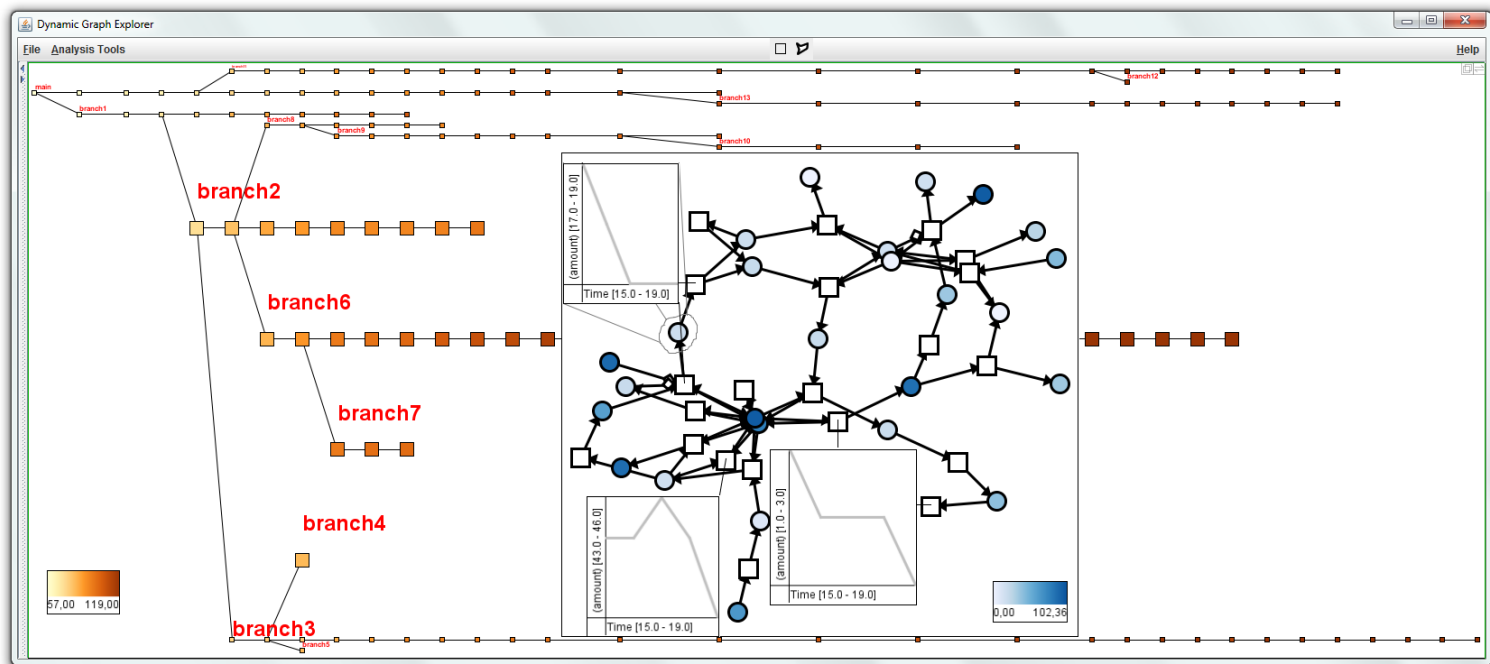 Dynamic Graph Explorer
File Analysis Tools
Help
main
branch12
branch13
branch1
branch8
branch9
branch10
branch2
branch6
branch7
branch4
branch3
branch5
57,00 119,00
(amount) [17.0 - 19.0]
Time [15.0 - 19.0]
(amount) [43.0 - 46.0]
Time [15.0 - 19.0]
(amount) [1.0 - 3.0]
Time [15.0 - 19.0]
0,00 102,36